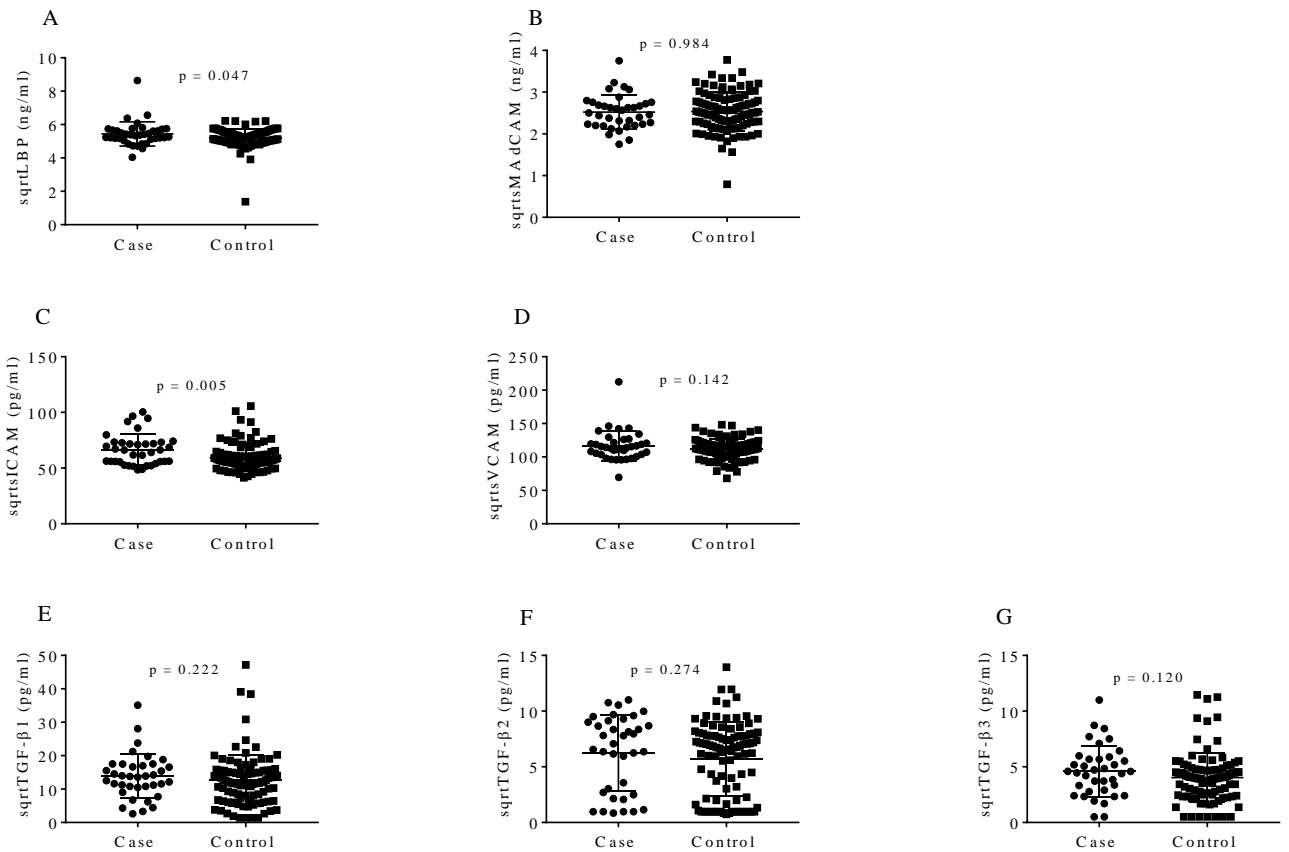 A
sqrtLBP (ng/ml)
10
8
6
4
2
0
p = 0.047
Case
Control
B
sqrtsMAdCAM (ng/ml)
4
3
2
1
0
p = 0.984
Case
Control
C
sqrtsICAM (pg/ml)
150
100
50
0
p = 0.005
Case
Control
D
sqrtsVCAM (pg/ml)
250
200
150
100
50
0
p = 0.142
Case
Control
E
sqrtTGF-β1 (pg/ml)
50
40
30
20
10
0
p = 0.222
Case
Control
F
sqrtTGF-β2 (pg/ml)
15
10
5
0
p = 0.274
Case
Control
G
sqrtTGF-β3 (pg/ml)
15
10
5
0
p = 0.120
Case
Control